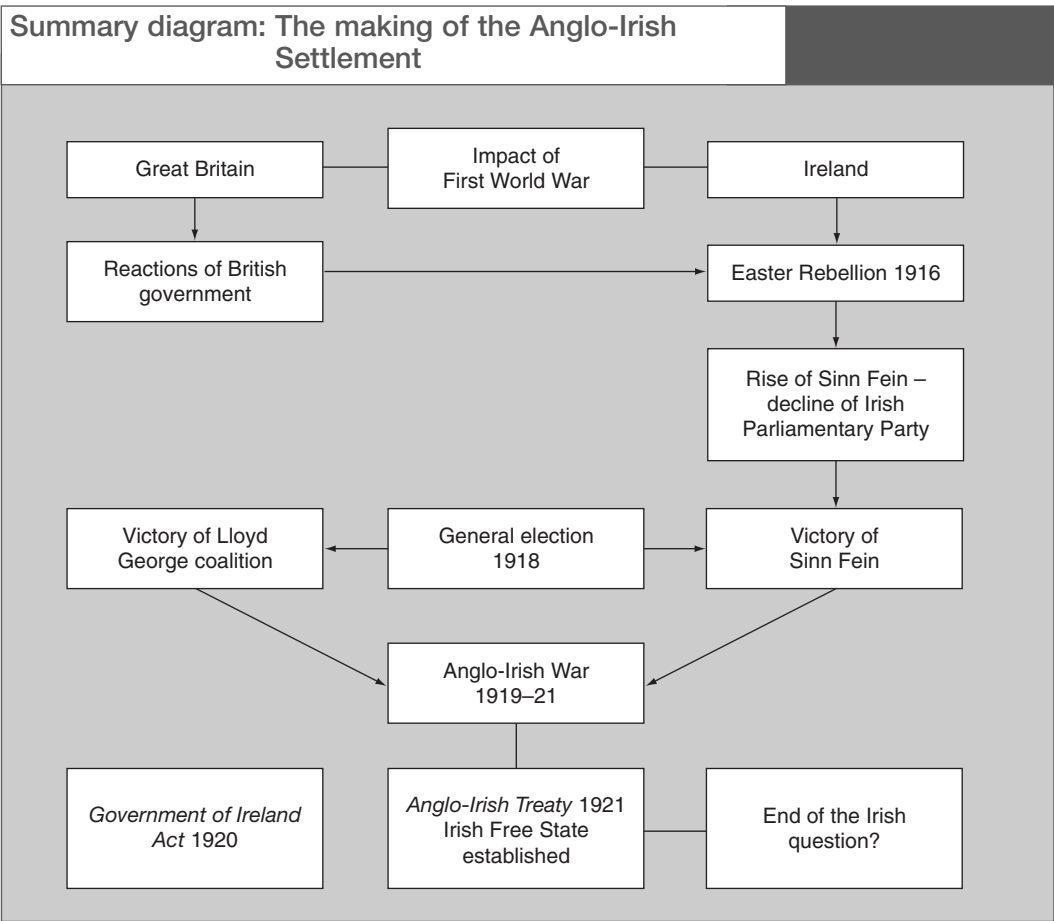 Summary diagram: The making of the Anglo-Irish
Settlement
Great Britain
Impact of
First World War
Ireland
Reactions of British
government
Easter Rebellion 1916
Rise of Sinn Fein –
decline of Irish
Parliamentary Party
Victory of Lloyd
George coalition
General election
1918
Victory of
Sinn Fein
Anglo-Irish War
1919–21
Government of Ireland
Act 1920
Anglo-Irish Treaty 1921
Irish Free State
established
End of the Irish
question?